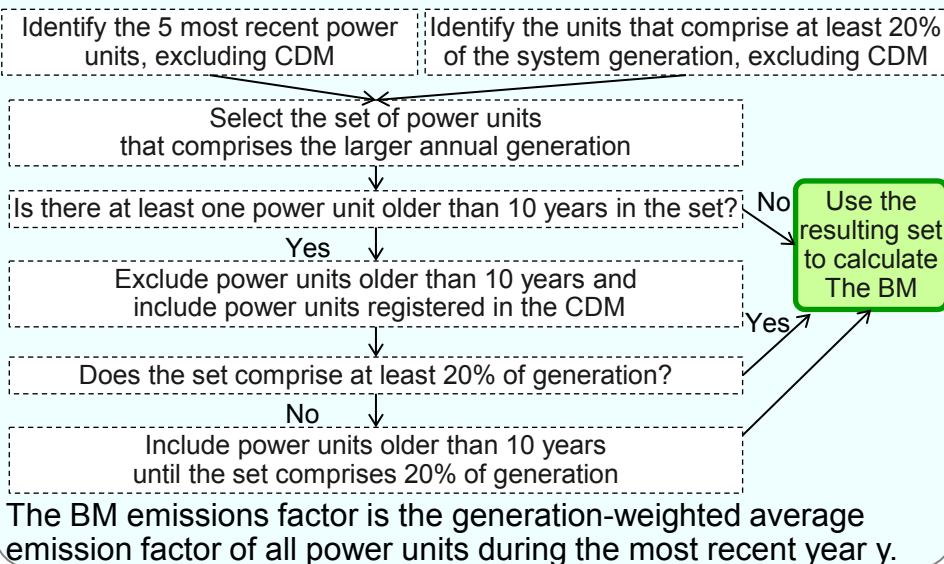 Identify the 5 most recent power
units, excluding CDM
Identify the units that comprise at least 20%
of the system generation, excluding CDM
Select the set of power units
that comprises the larger annual generation
Is there at least one power unit older than 10 years in the set?
No
Use the
resulting set
to calculate
The BM
Yes
Exclude power units older than 10 years and
include power units registered in the CDM
Yes
Does the set comprise at least 20% of generation?
No
Include power units older than 10 years
until the set comprises 20% of generation
The BM emissions factor is the generation-weighted average
emission factor of all power units during the most recent year y.